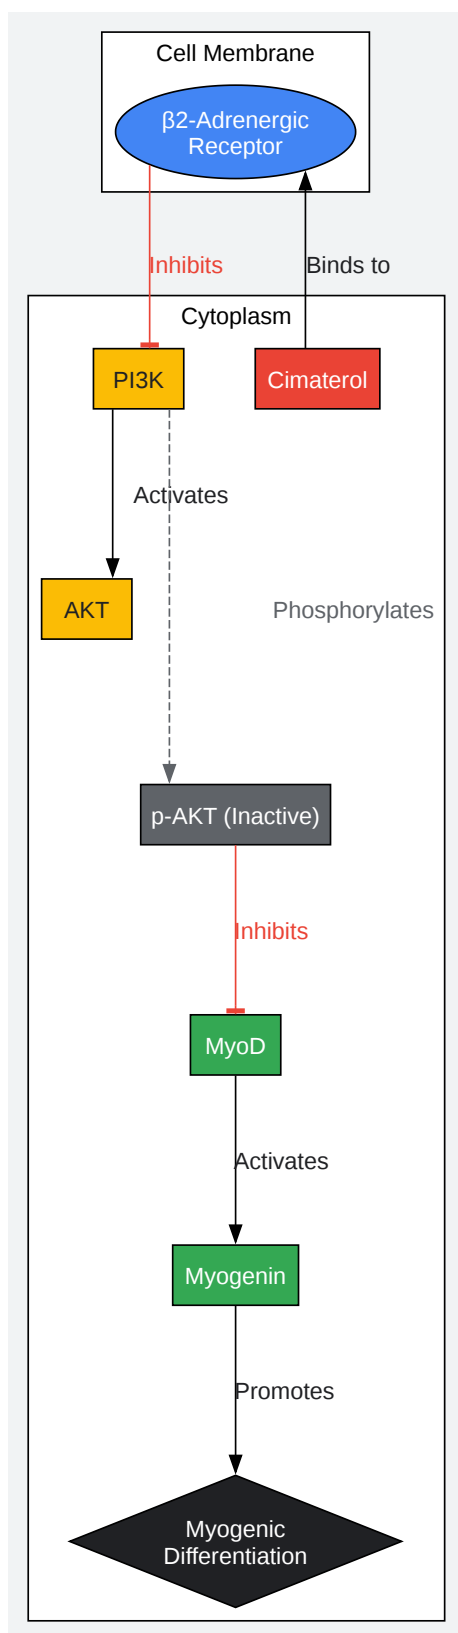 Cell Membrane
β2-Adrenergic
Receptor
Inhibits
Binds to
Cytoplasm
PI3K
Cimaterol
Activates
AKT
Phosphorylates
p-AKT (Inactive)
Inhibits
MyoD
Activates
Myogenin
Promotes
Myogenic
Differentiation